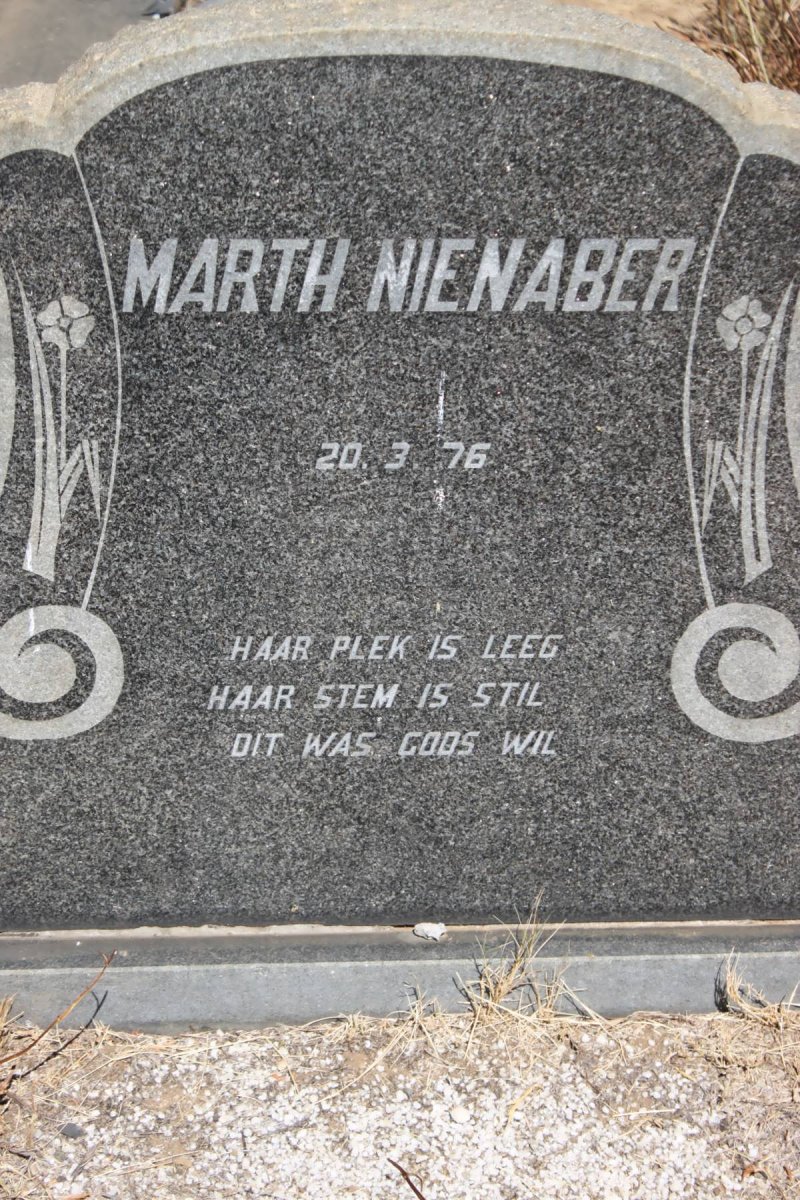 MARTH NIENABER
20. 3. 76
HAAR PLEK IS LEEG
HAAR STEM IS STIL
DIT WAS GODS WIL